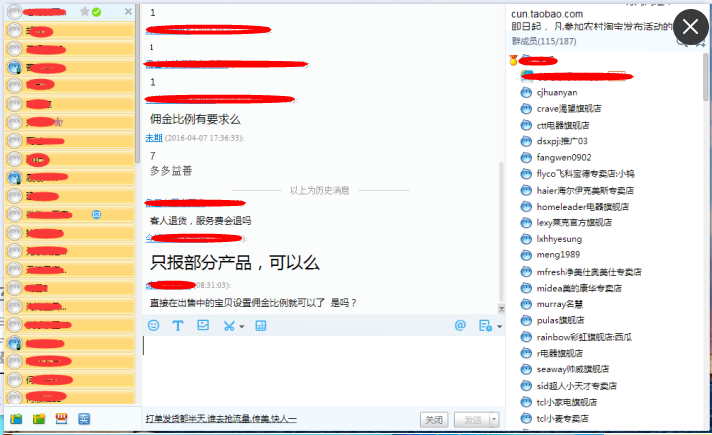 1
1
1
佣金比例有要求么
未期 (2016-04-07 17:36:33):
7
多多益善
以上为历史消息
客人退货，服务费会退吗
只报部分产品，可以么
08:31:03):
直接在出售中的宝贝设置佣金比例就可以了 是吗？
打单发货都半天,谁去抢流量,传美,快人一
关闭
发送
cun.taobao.com
即日起，凡参加农村淘宝发布活动的
群成员(115/187)
cjhuanyan
crave渴望旗舰店
ctt电器旗舰店
dsxpj:推广03
fangwen0902
flyco飞科宝德专卖店:小钨
haier海尔伊克美斯专卖店
homeleader电器旗舰店
lexy莱克官方旗舰店
lxhhyesung
meng1989
mfresh净美仕奥美仕专卖店
midea美的康华专卖店
murray名慧
pulas旗舰店
rainbow彩虹旗舰店:西瓜
r电器旗舰店
seaway帅威旗舰店
sid超人小天才专卖店
tcl小家电旗舰店
tcl小麦专卖店